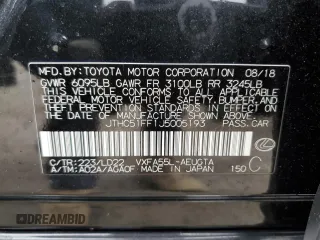 MFD. BY: TOYOTA MOTOR CORPORATION 08/18
GVWR 6095LB GAWR FR 3100LB RR 3245LB
THIS VEHICLE CONFORMS TO ALL APPLICABLE
FEDERAL MOTOR VEHICLE SAFETY, BUMPER, AND
THEFT PREVENTION STANDARDS IN EFFECT ON
THE DATE OF MANUFACTURE SHOWN ABOVE.
JTHC51FF1J5005193 PASS.CAR
C/TR:223/LD22 VXFA55L-AEUGTA
A/TM:A02A/AGA0F MADE IN JAPAN 150 C
DREAMBID